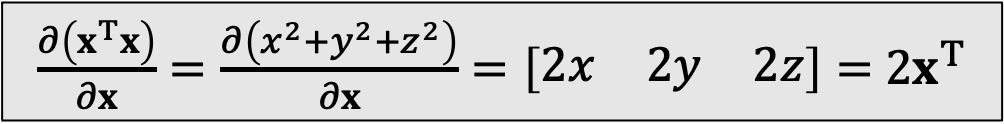 ∂(𝐱ᵀ𝐱)/∂𝐱 = ∂(x²+y²+z²)/∂𝐱 = [2x 2y 2z] = 2𝐱ᵀ